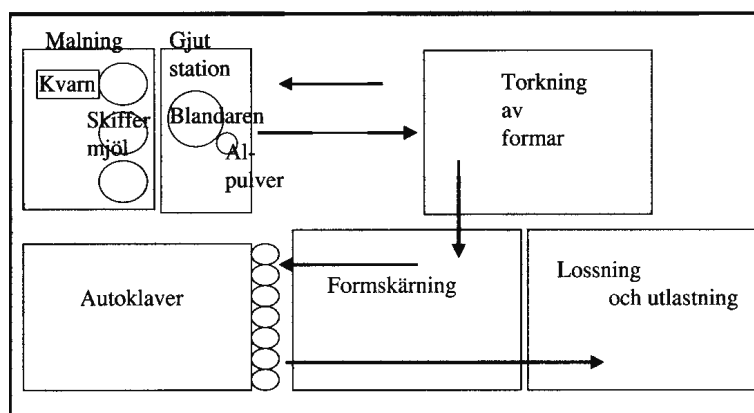 Malning
Kvarn
Skiffer
mjöl
Gjut
station
Blandaren
Al-
pulver
Torkning
av
formar
Autoklaver
Formskärning
Lossning
och utlastning